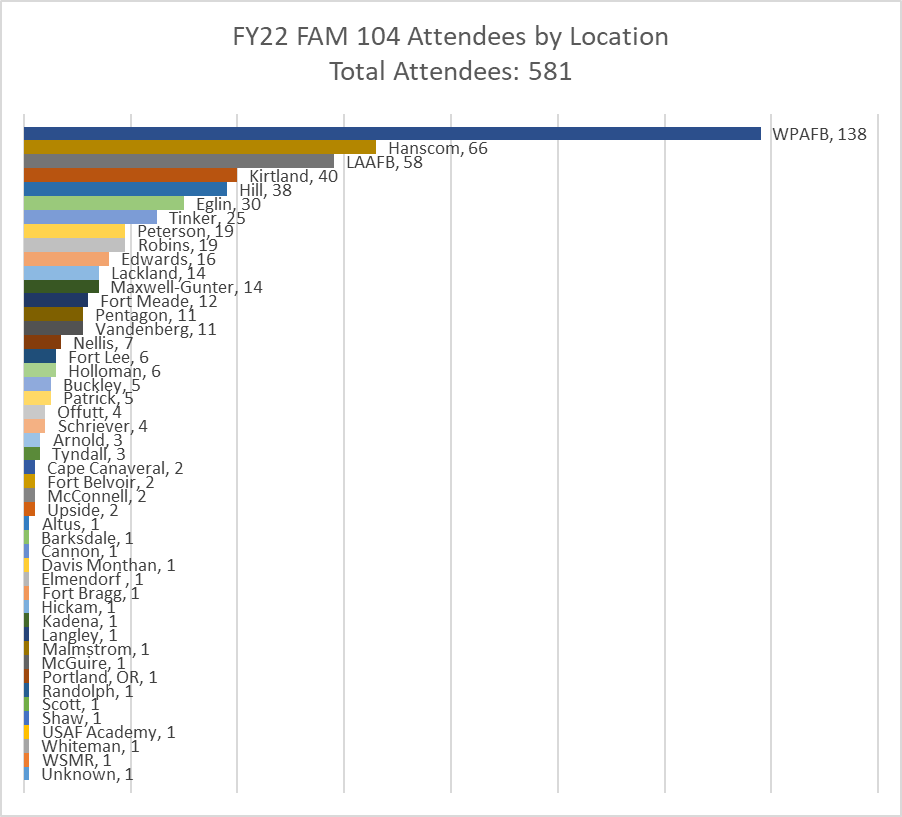 FY22 FAM 104 Attendees by Location
Total Attendees: 581
WPAFB, 138
Hanscom, 66
LAAFB, 58
Kirtland, 40
Hill, 38
Eglin, 30
Tinker, 25
Peterson, 19
Robins, 19
Edwards, 16
Lackland, 14
Maxwell-Gunter, 14
Fort Meade, 12
Pentagon, 11
Vandenberg, 11
Nellis, 7
Fort Lee, 6
Holloman, 6
Buckley, 5
Patrick, 5
Offutt, 4
Schriever, 4
Arnold, 3
Tyndall, 3
Cape Canaveral, 2
Fort Belvoir, 2
McConnell, 2
Upside, 2
Altus, 1
Barksdale, 1
Cannon, 1
Davis Monthan, 1
Elmendorf , 1
Fort Bragg, 1
Hickam, 1
Kadena, 1
Langley, 1
Malmstrom, 1
McGuire, 1
Portland, OR, 1
Randolph, 1
Scott, 1
Shaw, 1
USAF Academy, 1
Whiteman, 1
WSMR, 1
Unknown, 1